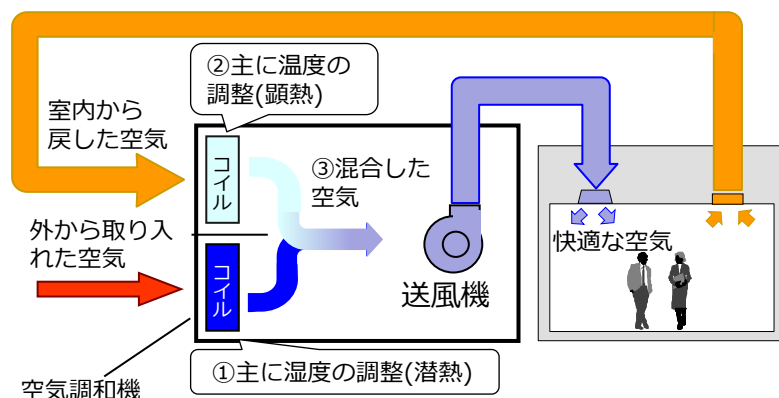 ②主に温度の
調整(顕熱)
室内から
戻した空気
コイル
③混合した
空気
外から取り入
れた空気
コイル
送風機
快適な空気
①主に湿度の調整(潜熱)
空気調和機